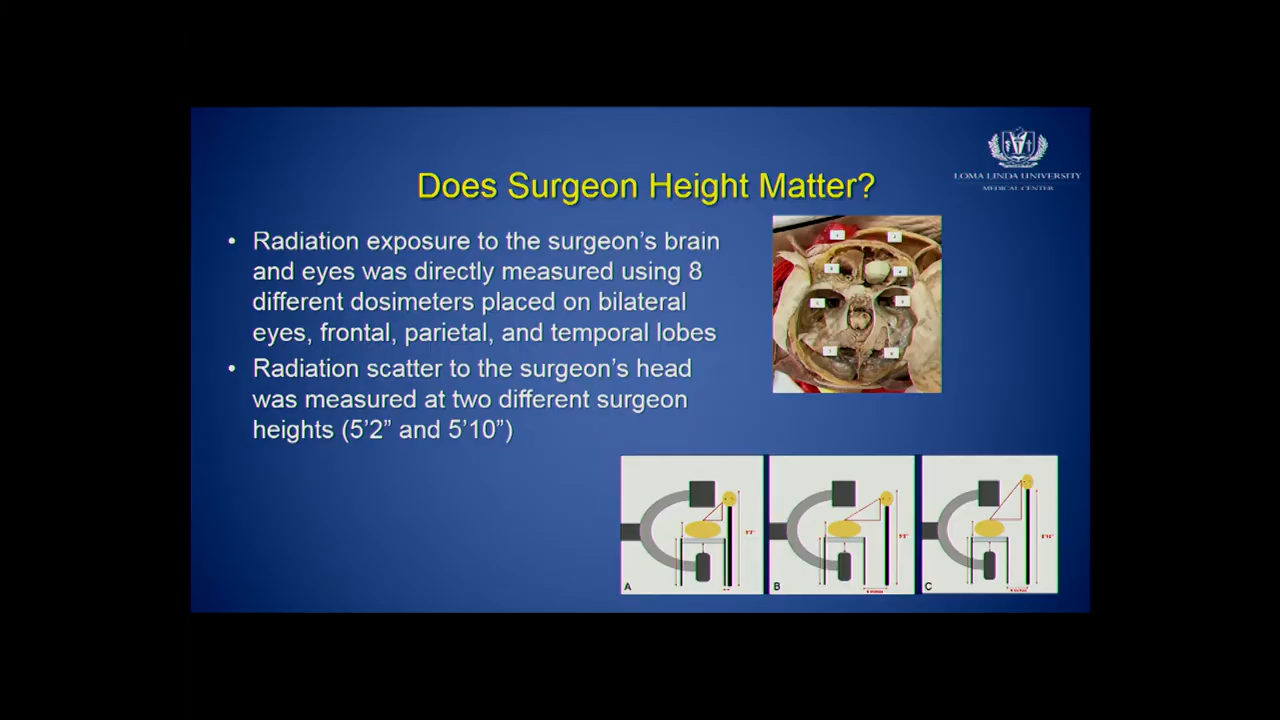 LOMA LINDA UNIVERSITY
MEDICAL CENTER
Does Surgeon Height Matter?
• Radiation exposure to the surgeon’s brain
and eyes was directly measured using 8
different dosimeters placed on bilateral
eyes, frontal, parietal, and temporal lobes
• Radiation scatter to the surgeon’s head
was measured at two different surgeon
heights (5’2” and 5’10”)
A
B
C